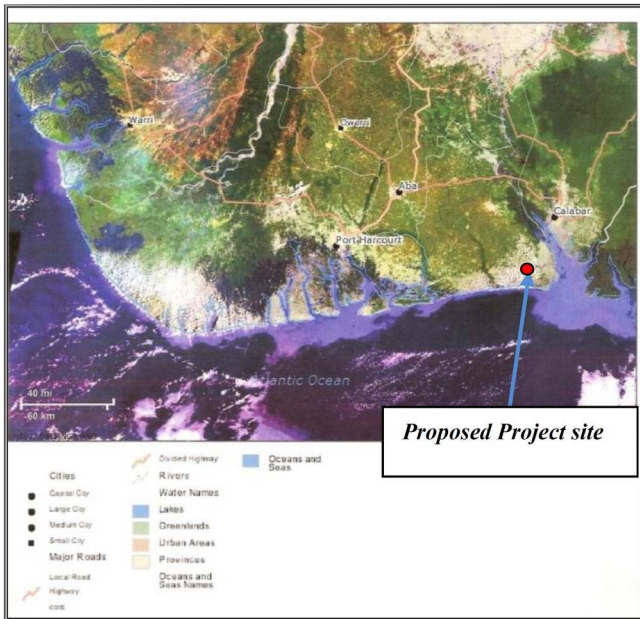 Warri
Owerri
Aba
Calabar
Port Harcourt
Atlantic Ocean
40 mi
60 km
Proposed Project site
Cities
Capital City
Large City
Medium City
Small City
Major Roads
Local Road
Highway
Divided Highway
Rivers
Water Names
Lakes
Greenlands
Urban Areas
Provinces
Oceans and
Seas Names
Oceans and
Seas